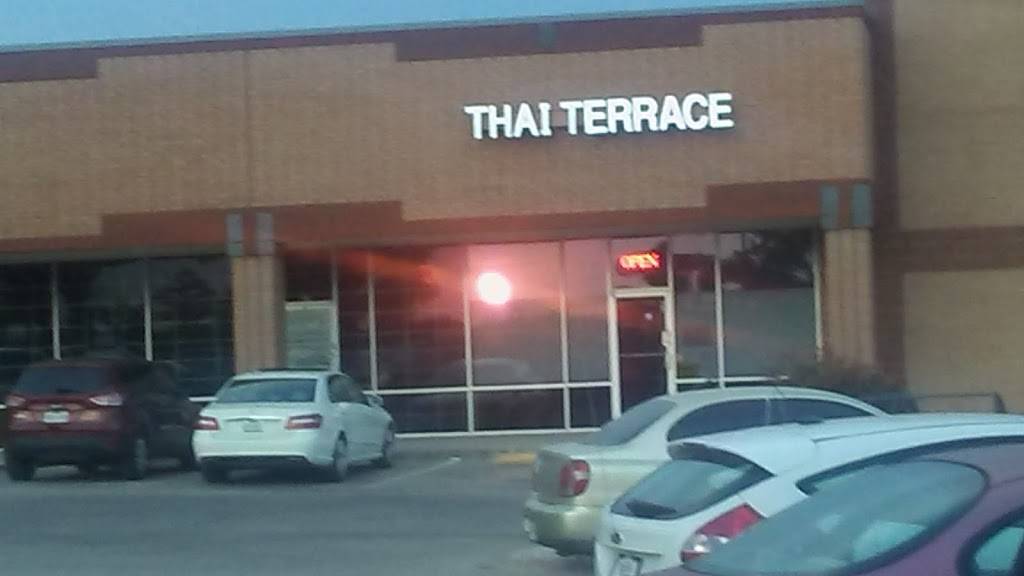 THAI TERRACE
OPEN